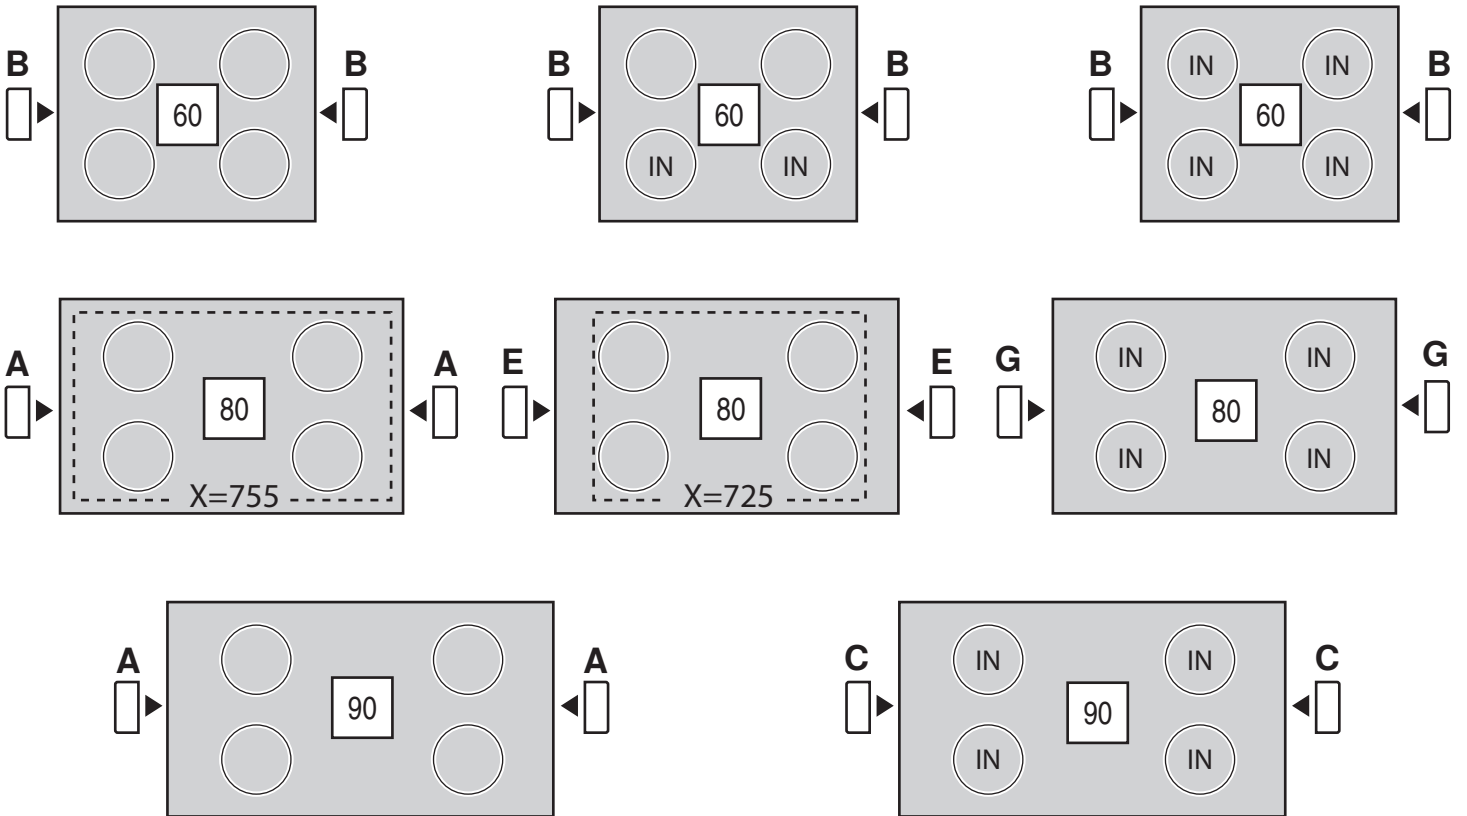 B B B B B B
60 60 60
IN IN
IN IN
IN IN
A A E E G G
80 80 80
IN IN
IN IN
X=755 X=725
A A C C
90 90
IN IN
IN IN